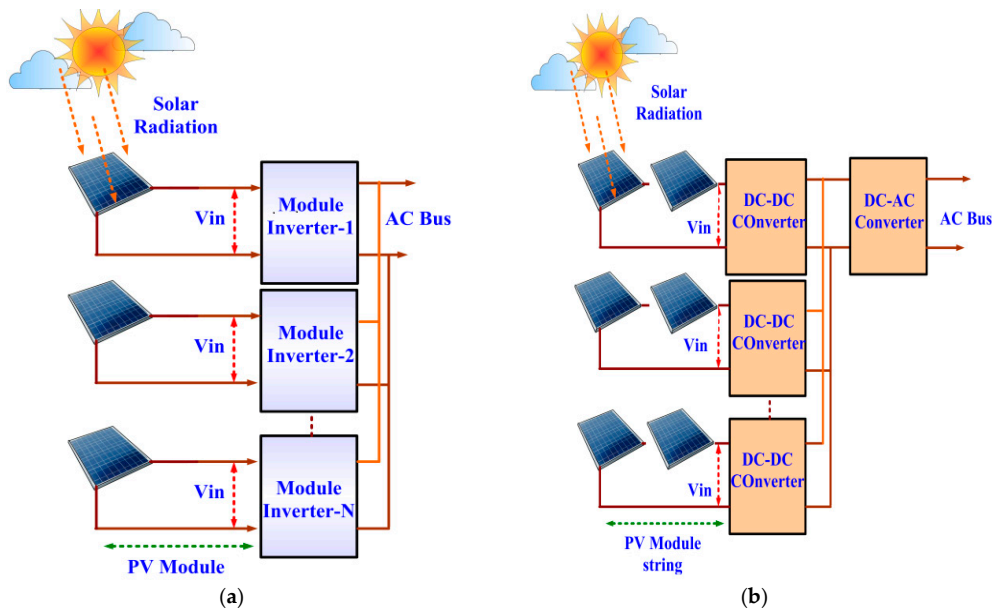 Solar
Radiation
Module
Inverter-1
Vin
AC Bus
Module
Inverter-2
Vin
Module
Inverter-N
Vin
PV Module
(a)
Solar
Radiation
DC-DC
COnverter
DC-AC
Converter
Vin
AC Bus
DC-DC
COnverter
Vin
DC-DC
COnverter
Vin
PV Module
string
(b)